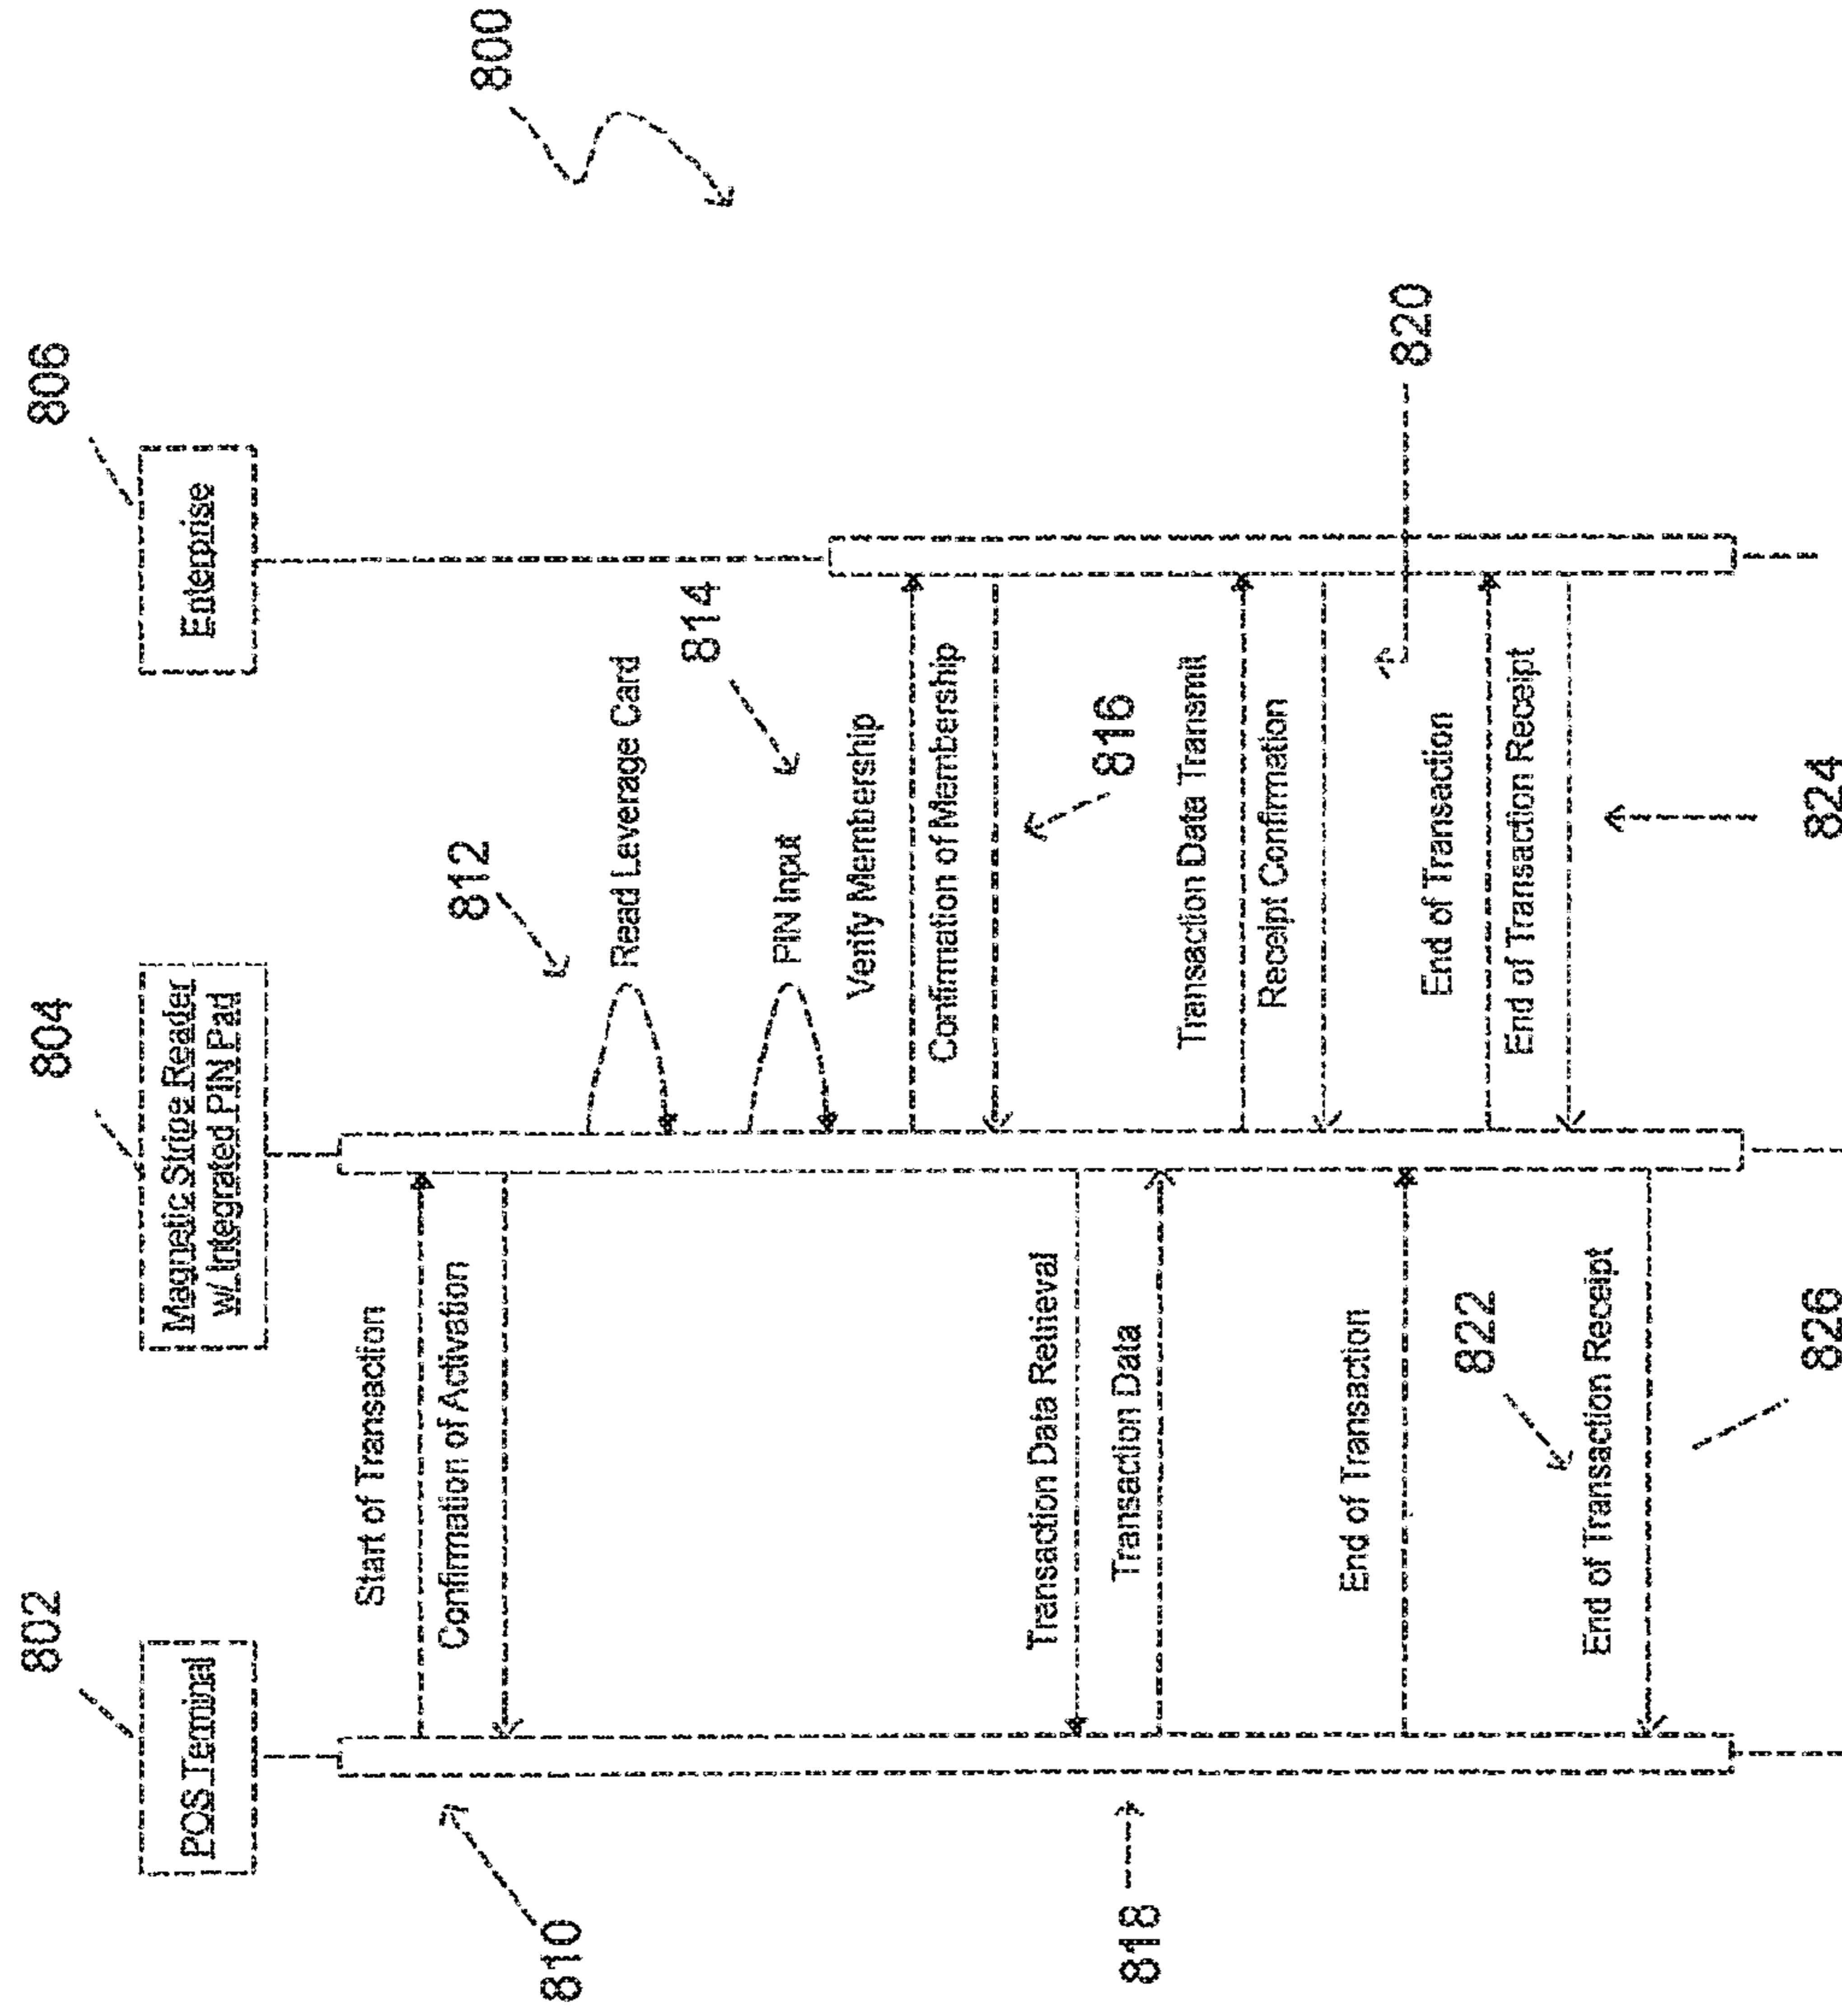 802
804
806
POS Terminal
Magnetic Stripe Reader
w/ Integrated PIN Pad
Enteprise
Start of Transaction
Confirmation of Activation
812
800
810
Read Leverage Card
814
PIN Input
Verify Membership
Confirmation of Membership
Transaction Data Retrieval
816
Transaction Data
818
Transaction Data Transmit
Receipt Confirmation
End of Transaction
820
End of Transaction
822
End of Transaction Receipt
End of Transaction Receipt
826
824